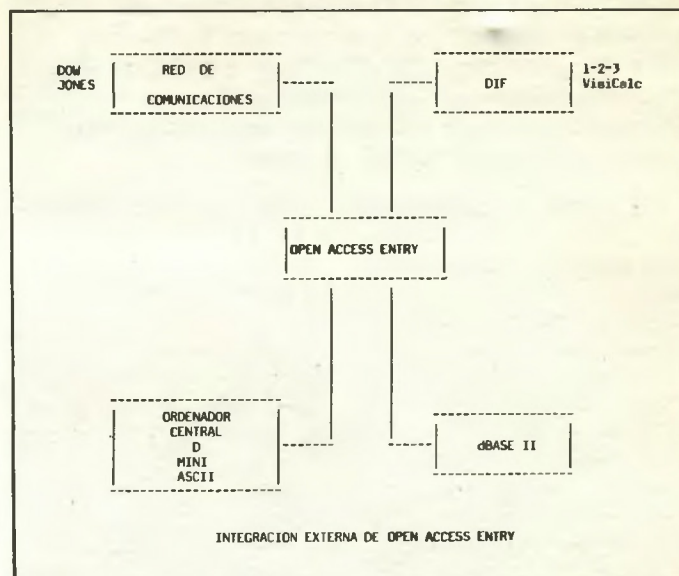 DOW
JONES
RED DE
COMUNICACIONES
DIF
1-2-3
VisiCalc
OPEN ACCESS ENTRY
ORDENADOR
CENTRAL
D
MINI
ASCII
dBASE II
INTEGRACION EXTERNA DE OPEN ACCESS ENTRY